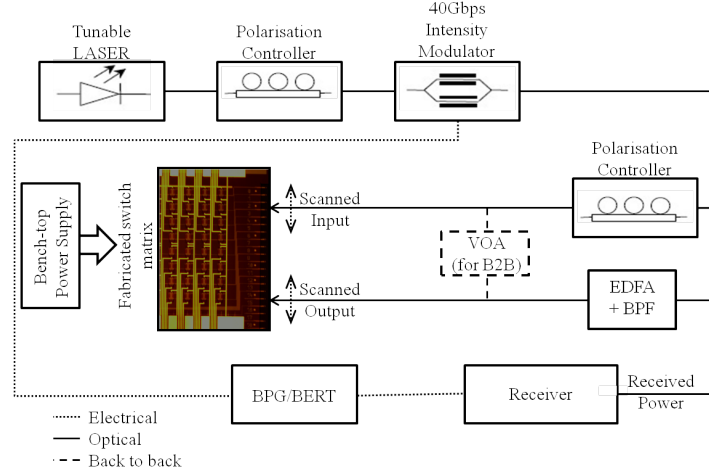 Tunable
LASER
Polarisation
Controller
40Gbps
Intensity
Modulator
Polarisation
Controller
Bench-top
Power Supply
Fabricated switch
matrix
Scanned
Input
VOA
(for B2B)
Scanned
Output
EDFA
+ BPF
BPG/BERT
Receiver
Received
Power
Electrical
Optical
Back to back